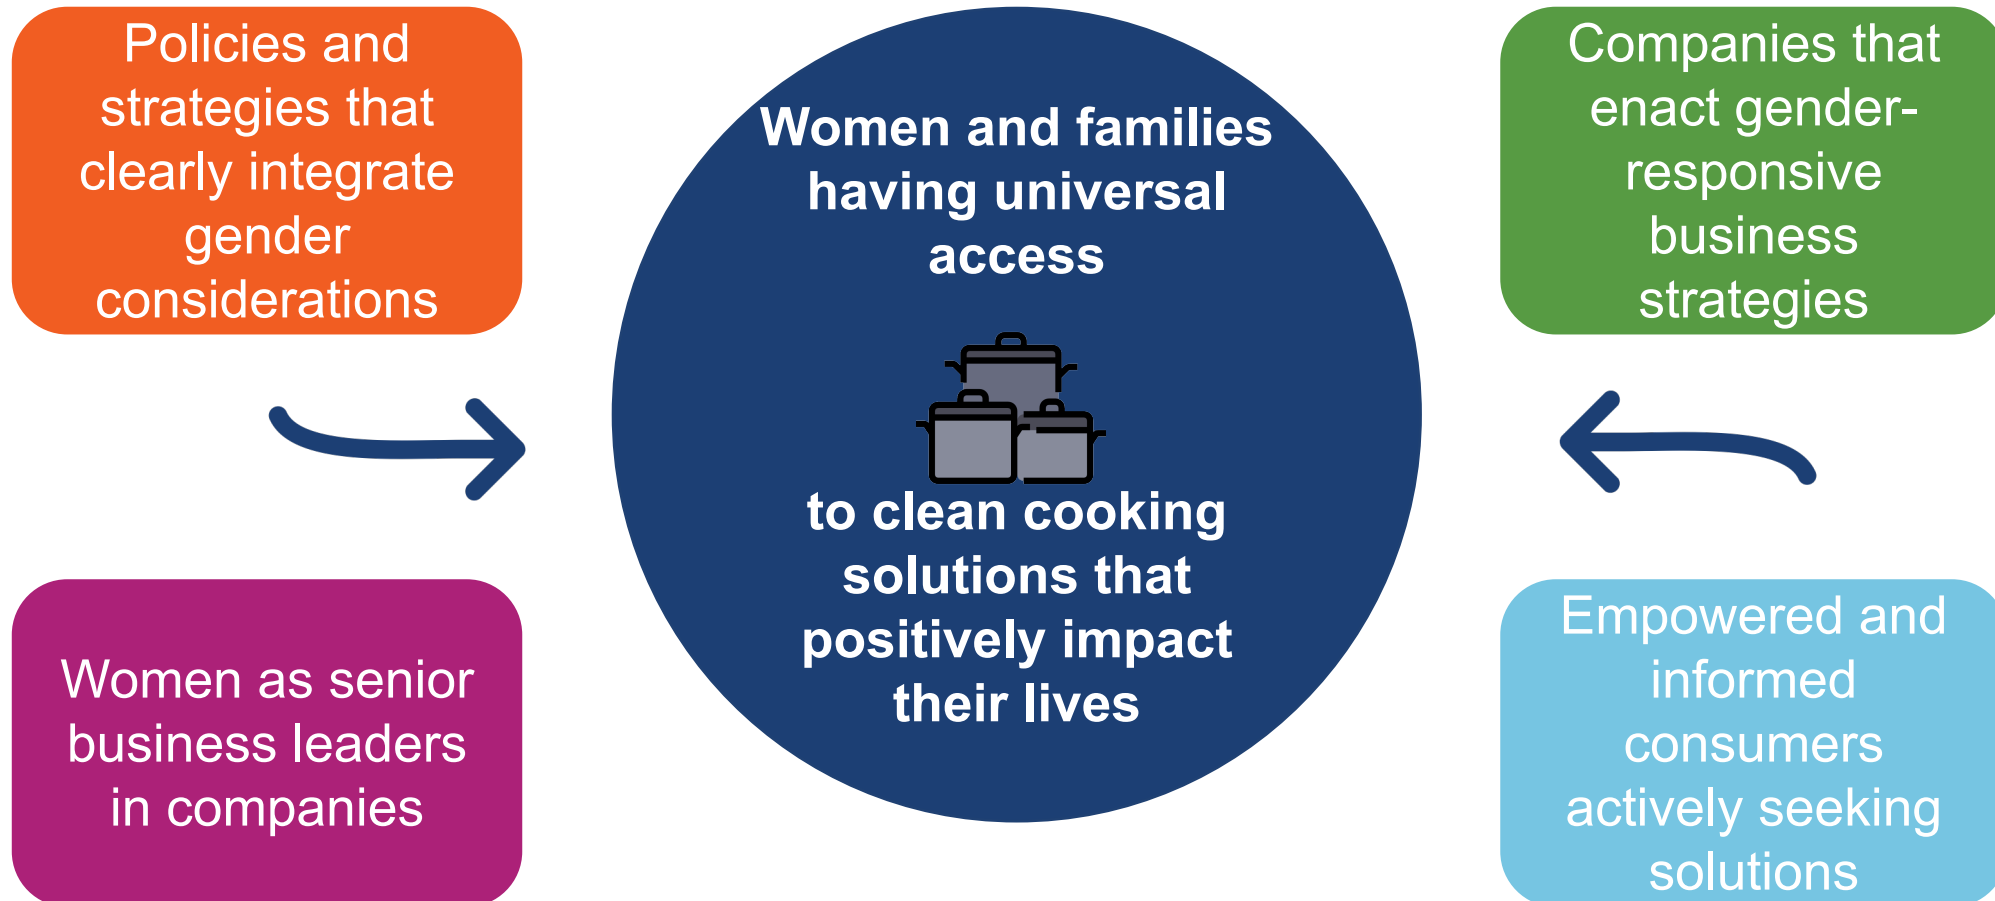 Policies and
strategies that
clearly integrate
gender
considerations
Women as senior
business leaders
in companies
Women and families
having universal
access
to clean cooking
solutions that
positively impact
their lives
Companies that
enact gender-
responsive
business
strategies
Empowered and
informed
consumers
actively seeking
solutions